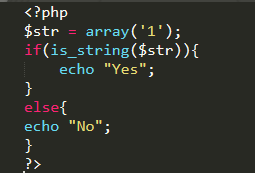 <?php
$str = array('1');
if(is_string($str)){
    echo "Yes";
}
else{
echo "No";
}
?>